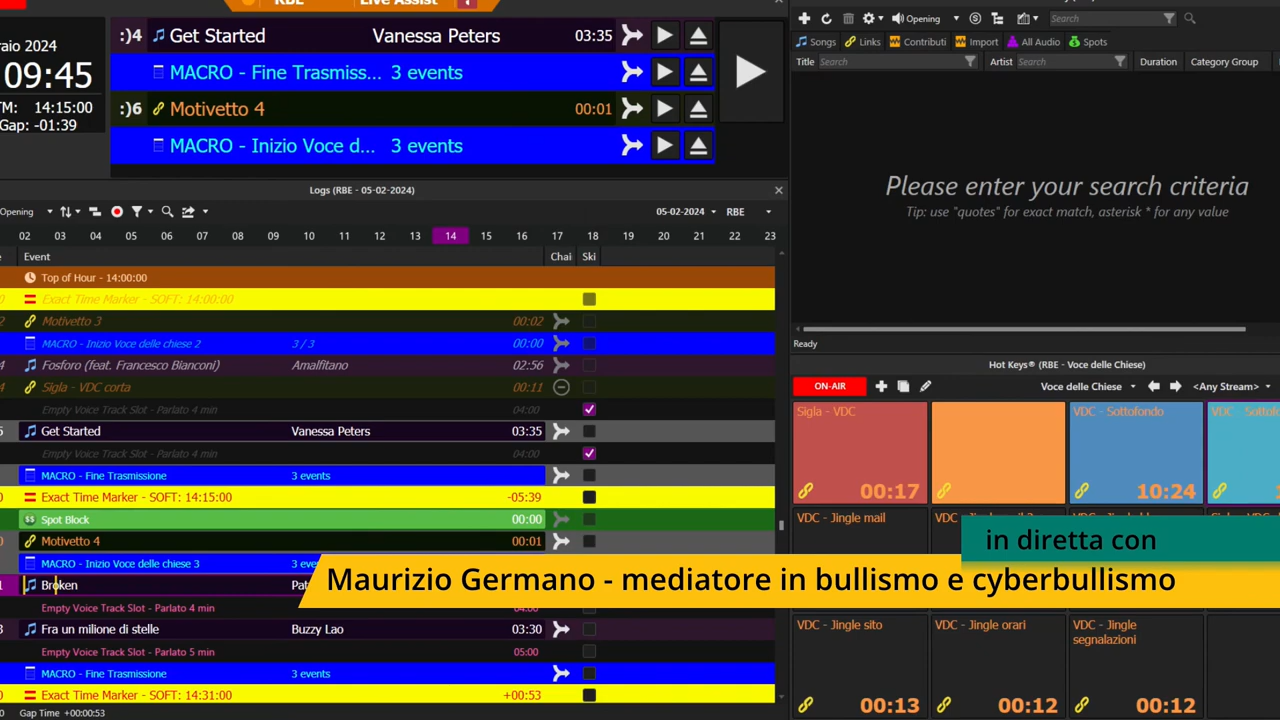 RBE Live Assist
raio 2024
09:45
TM: 14:15:00
Gap: -01:39
:)4 Get Started Vanessa Peters 03:35
MACRO - Fine Trasmiss... 3 events
:)6 Motivetto 4 00:01
MACRO - Inizio Voce d... 3 events
Logs (RBE - 05-02-2024)
Opening 05-02-2024 RBE
02 03 04 05 06 07 08 09 10 11 12 13 14 15 16 17 18 19 20 21 22 23
Event Chai Ski
Top of Hour - 14:00:00
Exact Time Marker - SOFT: 14:00:00
Motivetto 3 00:02
MACRO - Inizio Voce delle chiese 2 3 / 3 00:00
Fosforo (feat. Francesco Bianconi) Amalfitano 02:56
Sigla - VDC corta 00:11
Empty Voice Track Slot - Parlato 4 min 04:00
Get Started Vanessa Peters 03:35
Empty Voice Track Slot - Parlato 4 min 04:00
MACRO - Fine Trasmissione 3 events
Exact Time Marker - SOFT: 14:15:00 -05:39
Spot Block 00:00
Motivetto 4 00:01
MACRO - Inizio Voce delle chiese 3
Broken
Empty Voice Track Slot - Parlato 4 min 04:00
Fra un milione di stelle Buzzy Lao 03:30
Empty Voice Track Slot - Parlato 5 min 05:00
MACRO - Fine Trasmissione 3 events
Exact Time Marker - SOFT: 14:31:00 +00:53
Gap Time +00:00:53
Opening Search
Songs Links Contributi Import All Audio Spots
Title Search Artist Search Duration Category Group
Please enter your search criteria
Tip: use "quotes" for exact match, asterisk * for any value
Ready
Hot Keys® (RBE - Voce delle Chiese)
ON-AIR Voce delle Chiese <Any Stream>
Sigla - VDC VDC - Sottofondo VDC - Sottofo
00:17 10:24
VDC - Jingle mail
in diretta con
Maurizio Germano - mediatore in bullismo e cyberbullismo
VDC - Jingle sito VDC - Jingle orari VDC - Jingle
segnalazioni
00:13 00:12 00:12